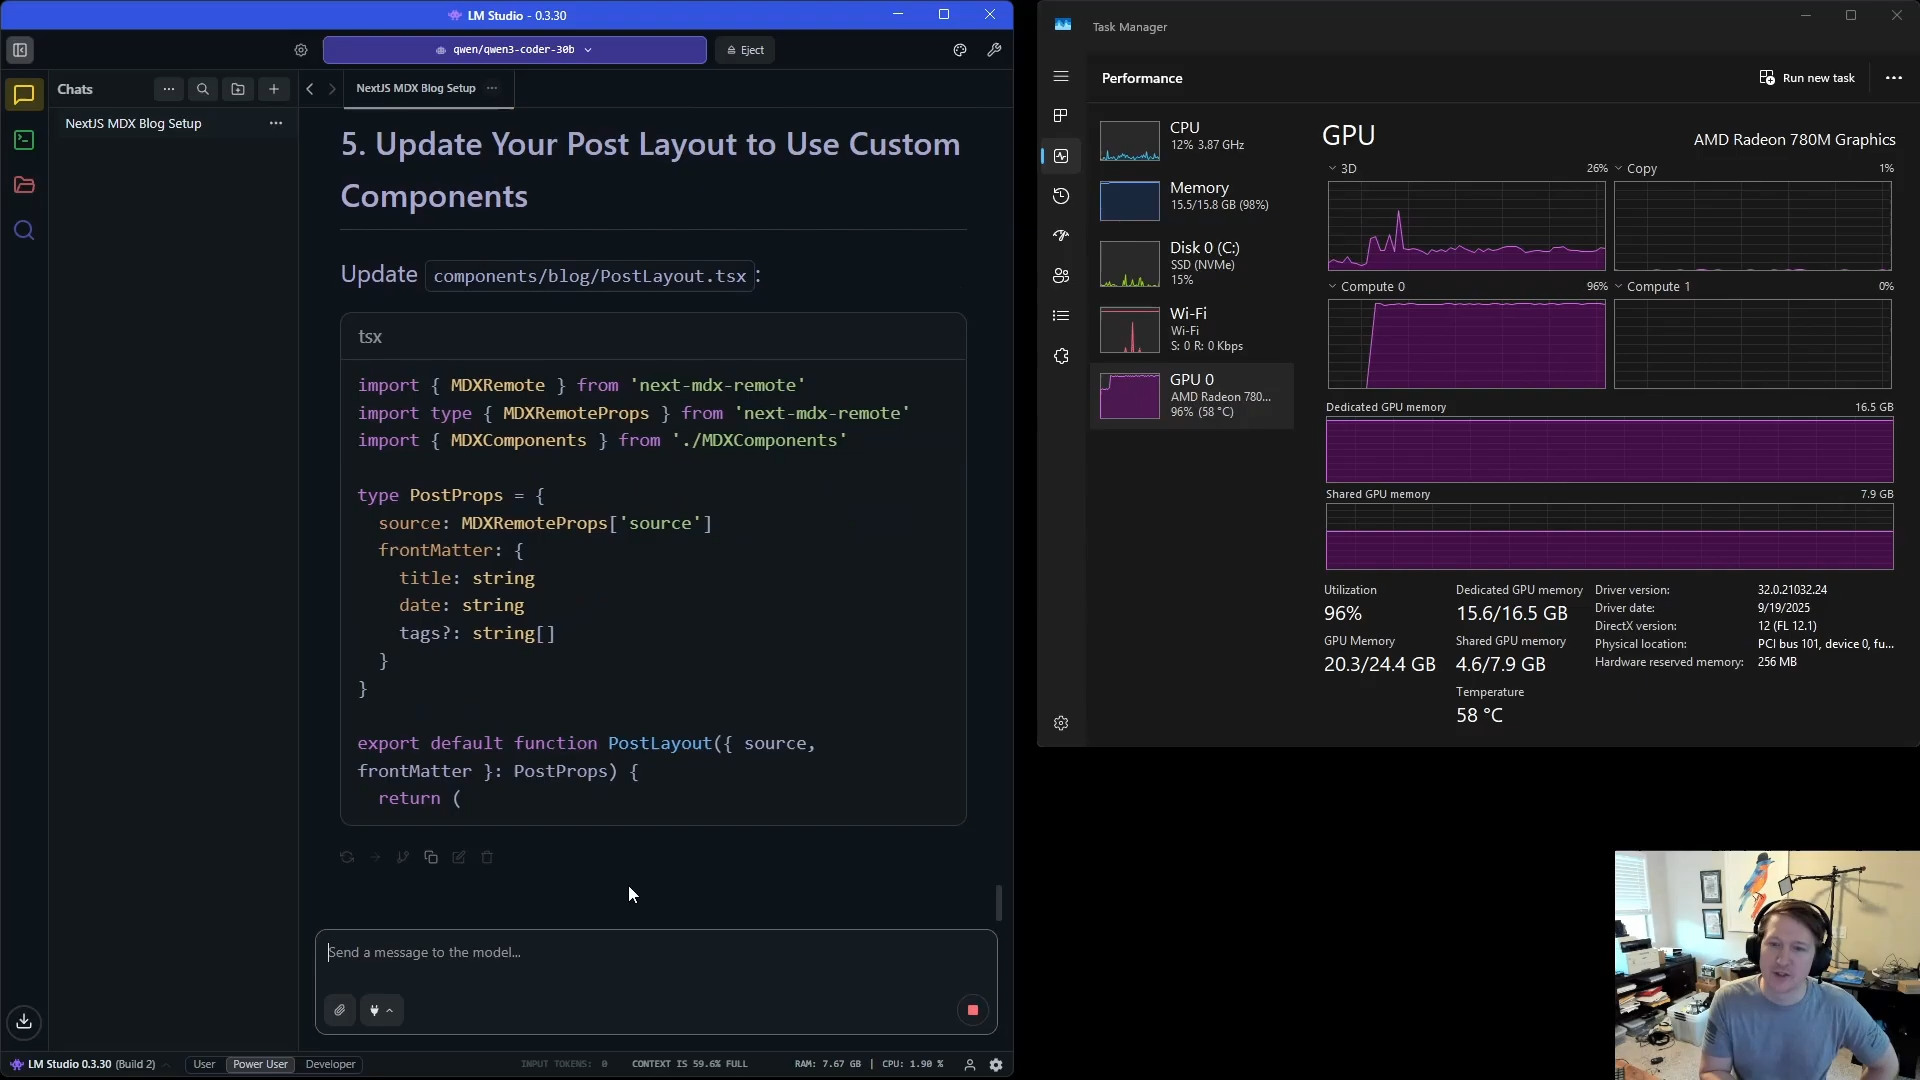 LM Studio - 0.3.30
qwen/qwen3-coder-30b
Eject
Chats
NextJS MDX Blog Setup
NextJS MDX Blog Setup
5. Update Your Post Layout to Use Custom
Components
Update components/blog/PostLayout.tsx:
tsx
import { MDXRemote } from 'next-mdx-remote'
import type { MDXRemoteProps } from 'next-mdx-remote'
import { MDXComponents } from './MDXComponents'
type PostProps = {
source: MDXRemoteProps['source']
frontMatter: {
title: string
date: string
tags?: string[]
}
}
export default function PostLayout({ source,
frontMatter }: PostProps) {
return (
Send a message to the model...
LM Studio 0.3.30 (Build 2)
User
Power User
Developer
INPUT TOKENS: 0
CONTEXT IS 59.6% FULL
RAM: 7.67 GB | CPU: 1.90 %
Task Manager
Performance
Run new task
CPU
12% 3.87 GHz
Memory
15.5/15.8 GB (98%)
Disk 0 (C:)
SSD (NVMe)
15%
Wi-Fi
Wi-Fi
S: 0 R: 0 Kbps
GPU 0
AMD Radeon 780...
96% (58 °C)
GPU
AMD Radeon 780M Graphics
3D 26%
Copy 1%
Compute 0 96%
Compute 1 0%
Dedicated GPU memory 16.5 GB
Shared GPU memory 7.9 GB
Utilization
96%
Dedicated GPU memory
15.6/16.5 GB
GPU Memory
20.3/24.4 GB
Shared GPU memory
4.6/7.9 GB
Temperature
58 °C
Driver version: 32.0.21032.24
Driver date: 9/19/2025
DirectX version: 12 (FL 12.1)
Physical location: PCI bus 101, device 0, fu...
Hardware reserved memory: 256 MB